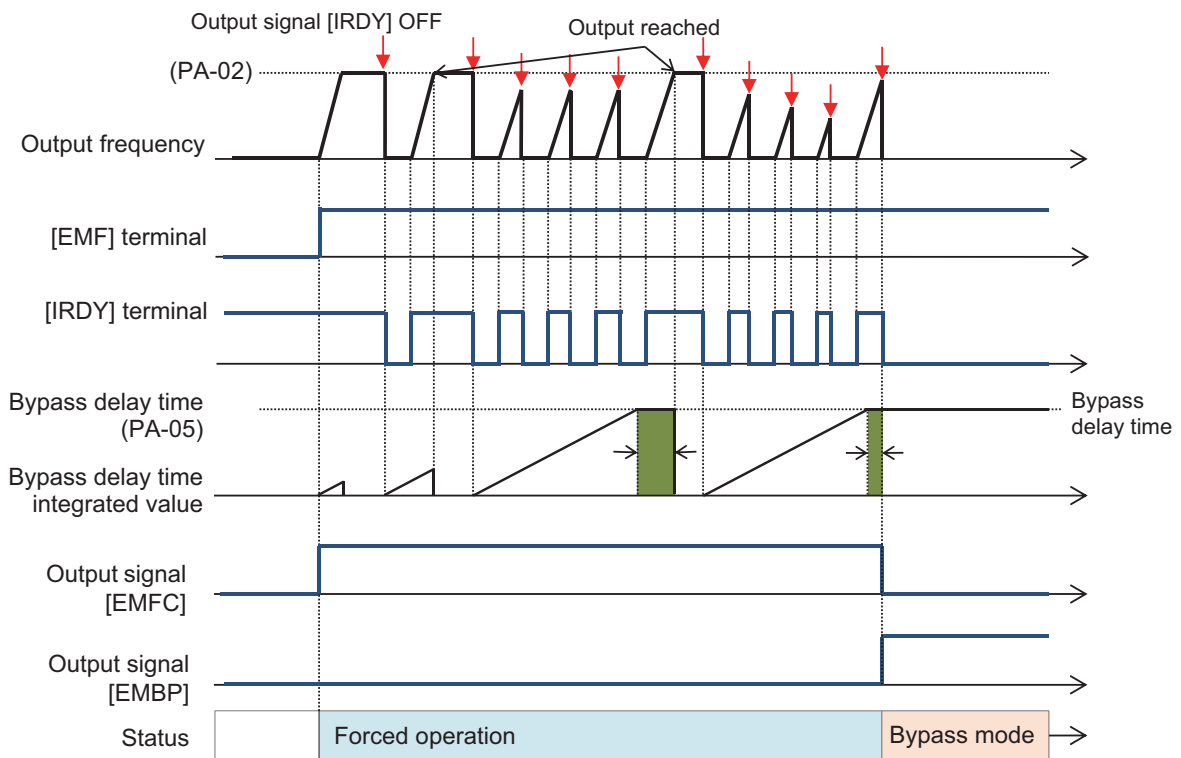 Output signal [IRDY] OFF
Output reached
(PA-02)
Output frequency
[EMF] terminal
[IRDY] terminal
Bypass delay time
(PA-05)
Bypass
delay time
Bypass delay time
integrated value
Output signal
[EMFC]
Output signal
[EMBP]
Status
Forced operation
Bypass mode